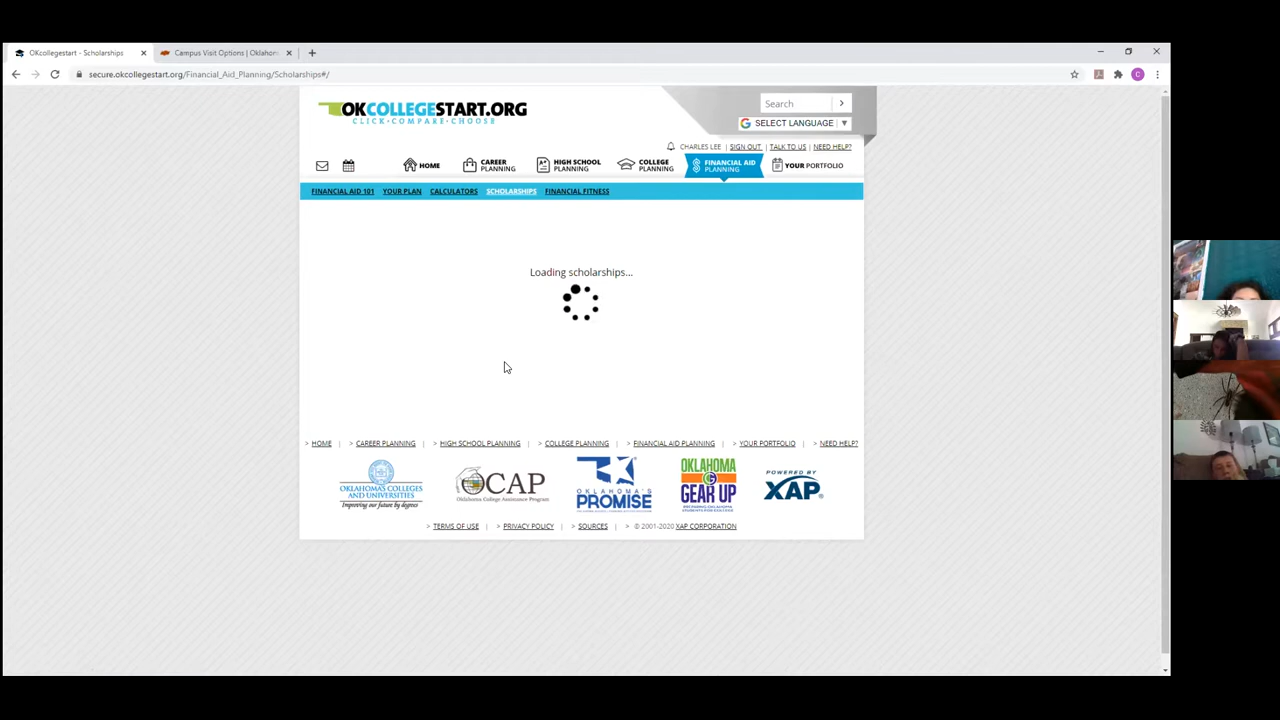 OKcollegestart - Scholarships
Campus Visit Options | Oklahom
secure.okcollegestart.org/Financial_Aid_Planning/Scholarships#/
C
OKCOLLEGESTART.ORG
CLICK•COMPARE•CHOOSE
Search
SELECT LANGUAGE
CHARLES LEE | SIGN OUT | TALK TO US | NEED HELP?
HOME
CAREER PLANNING
HIGH SCHOOL PLANNING
COLLEGE PLANNING
FINANCIAL AID PLANNING
YOUR PORTFOLIO
FINANCIAL AID 101 YOUR PLAN CALCULATORS SCHOLARSHIPS FINANCIAL FITNESS
Loading scholarships...
> HOME | > CAREER PLANNING | > HIGH SCHOOL PLANNING | > COLLEGE PLANNING | > FINANCIAL AID PLANNING | > YOUR PORTFOLIO | > NEED HELP?
OKLAHOMA'S COLLEGES
AND UNIVERSITIES
Improving our future by degrees
OCAP
Oklahoma College Assistance Program
OKLAHOMA'S
PROMISE
OKLAHOMA
GEAR UP
POWERED BY
XAP
> TERMS OF USE | > PRIVACY POLICY | > SOURCES | > © 2001-2020 XAP CORPORATION